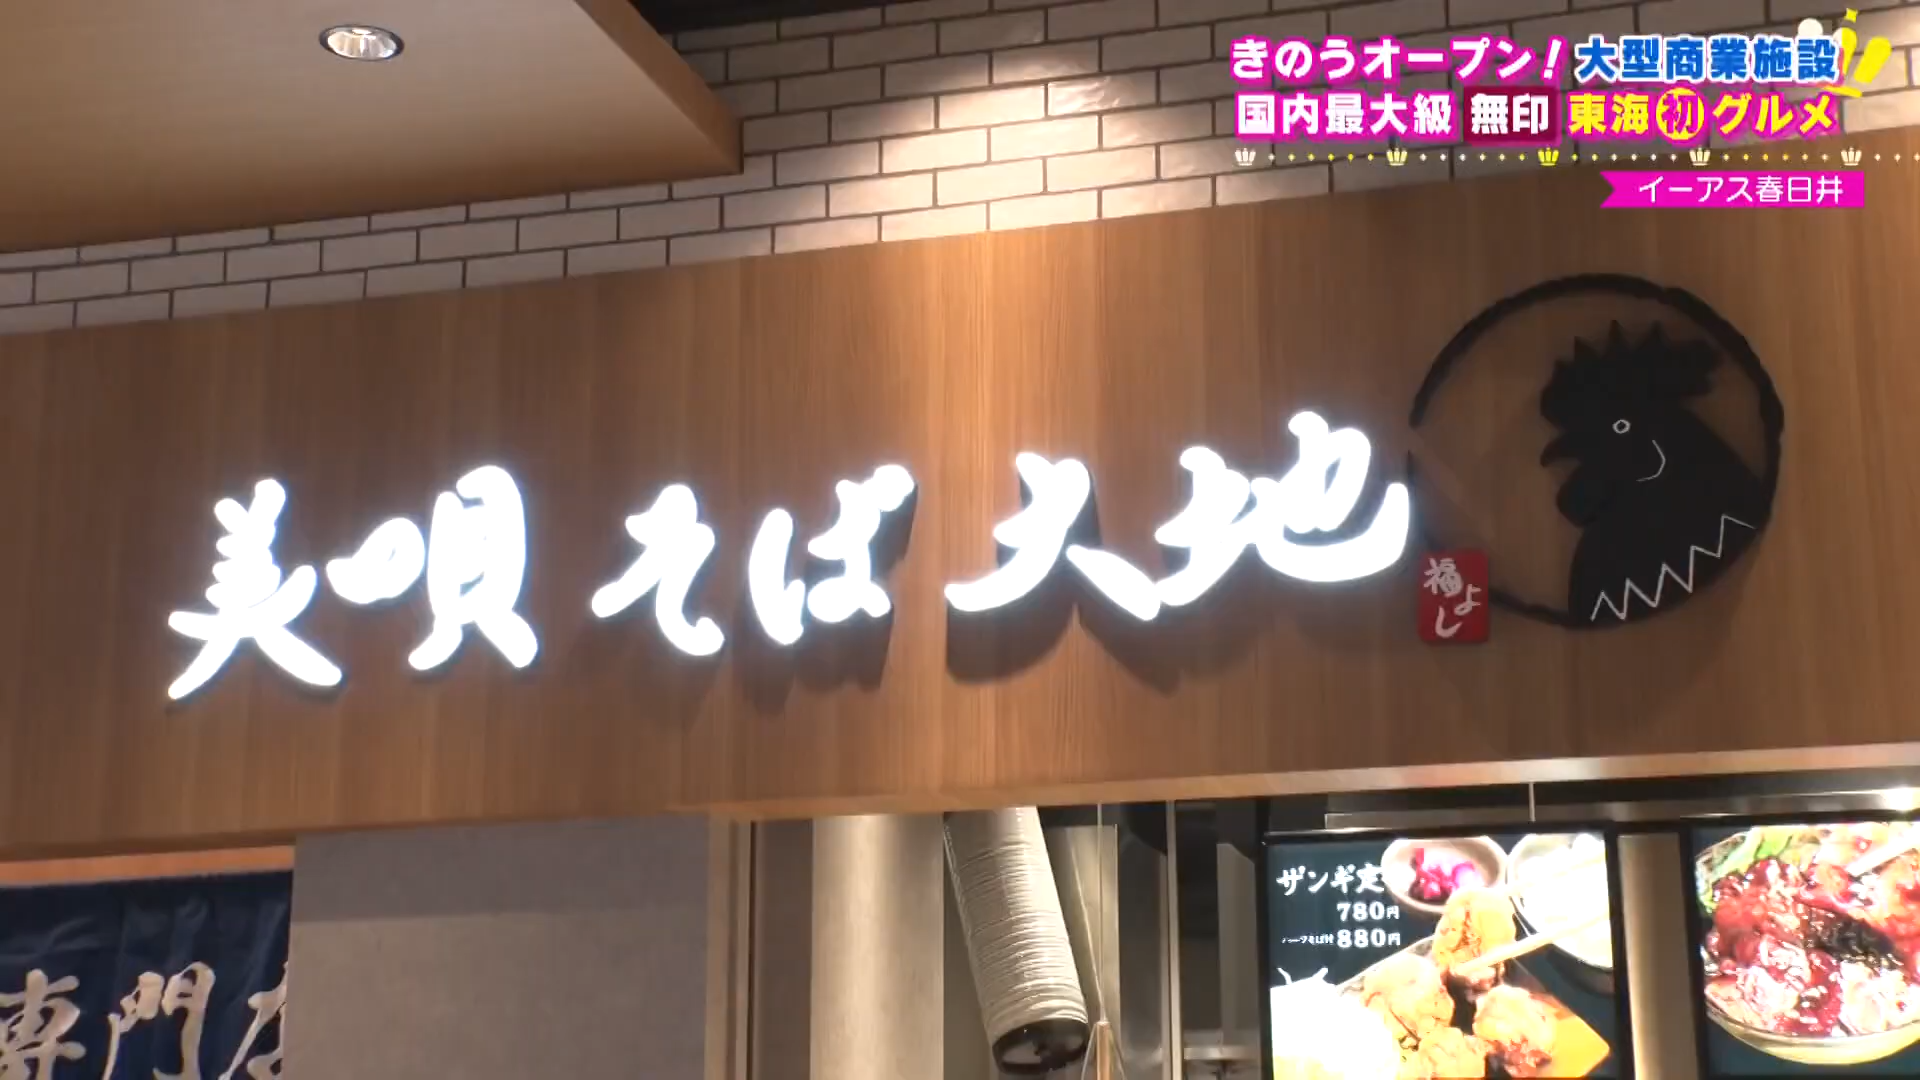 きのうオープン！大型商業施設
国内最大級 無印 東海初グルメ
イーアス春日井
美唄 そば 大地
福よし
ザンギ定
780円
880円
専門